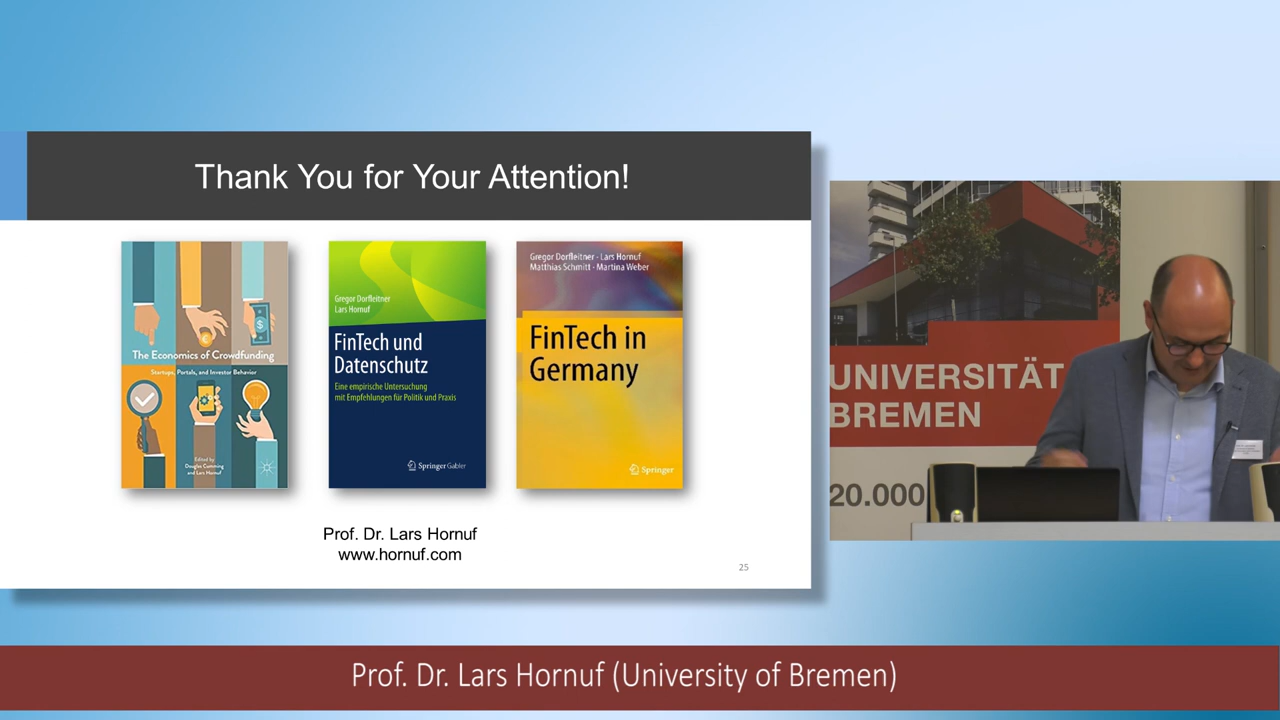 Thank You for Your Attention!
The Economics of Crowdfunding
Startups, Portals, and Investor Behavior
Edited by
Douglas Cumming
and Lars Hornuf
Gregor Dorfleitner
Lars Hornuf
FinTech und
Datenschutz
Eine empirische Untersuchung
mit Empfehlungen für Politik und Praxis
Springer Gabler
Gregor Dorfleitner · Lars Hornuf
Matthias Schmitt · Martina Weber
FinTech in
Germany
Springer
Prof. Dr. Lars Hornuf
www.hornuf.com
25
UNIVERSITÄT
BREMEN
20.000
Prof. Dr. Lars Hornuf (University of Bremen)